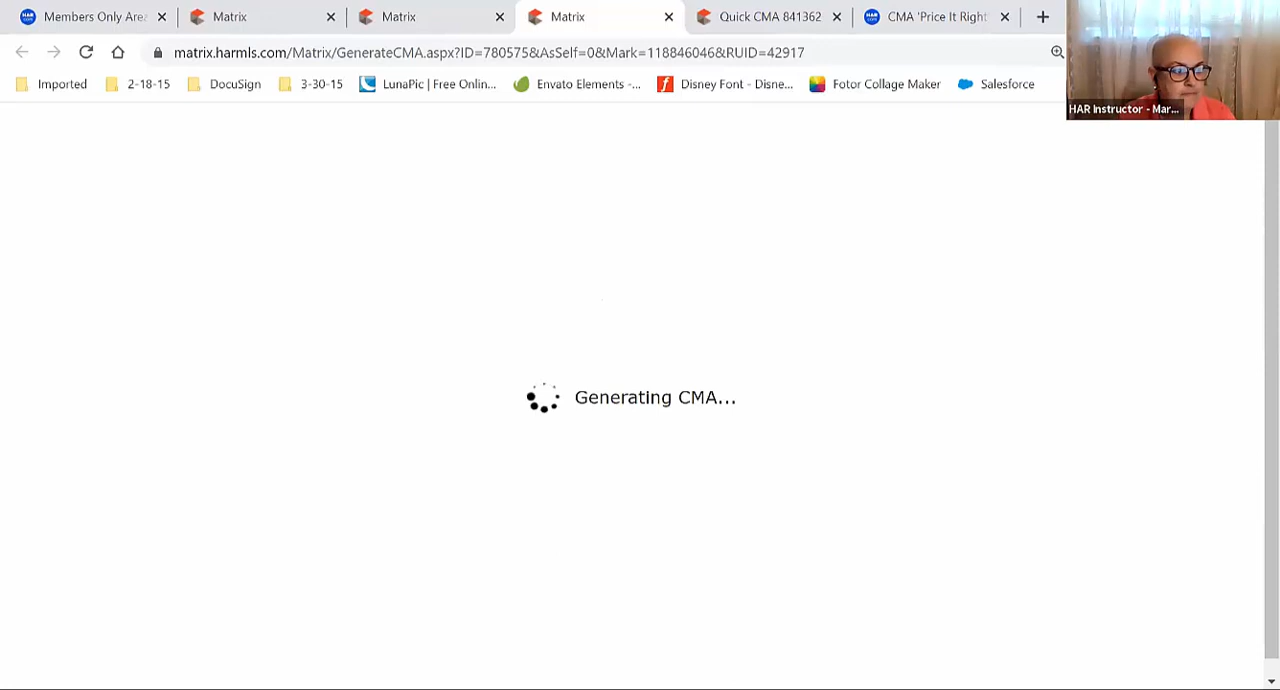 Members Only Area
Matrix
Matrix
Matrix
Quick CMA 841362
CMA 'Price It Right
matrix.harmls.com/Matrix/GenerateCMA.aspx?ID=780575&AsSelf=0&Mark=118846046&RUID=42917
Imported
2-18-15
DocuSign
3-30-15
LunaPic | Free Onlin...
Envato Elements -...
Disney Font - Disne...
Fotor Collage Maker
Salesforce
HAR Instructor - Mar...
Generating CMA...